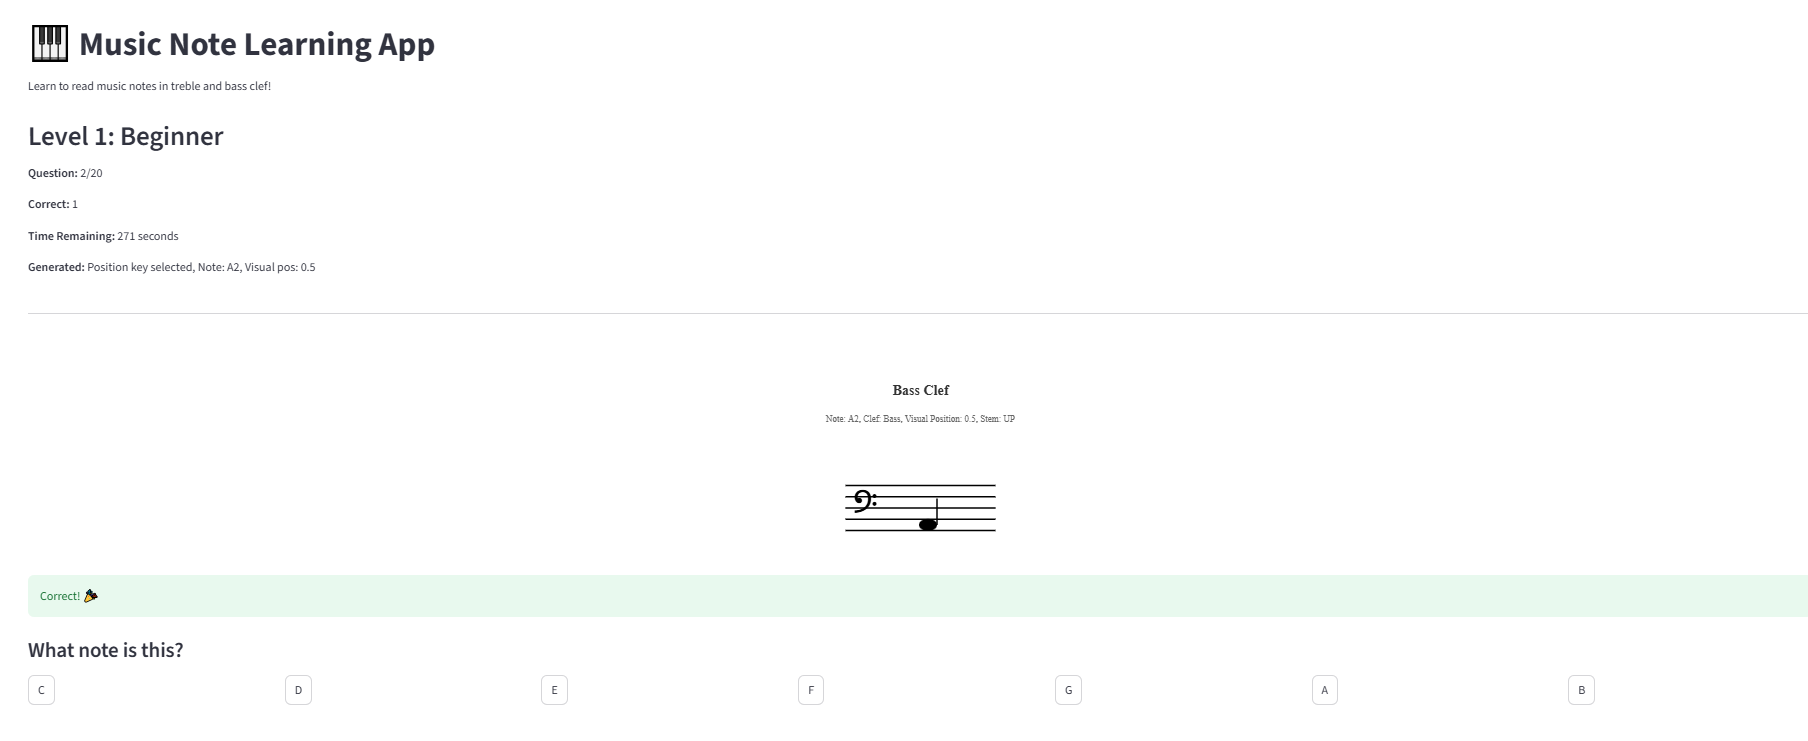 Music Note Learning App
Learn to read music notes in treble and bass clef!
Level 1: Beginner
Question: 2/20
Correct: 1
Time Remaining: 271 seconds
Generated: Position key selected, Note: A2, Visual pos: 0.5
Bass Clef
Note: A2, Clef: Bass, Visual Position: 0.5, Stem: UP
Correct! 🎉
What note is this?
C D E F G A B